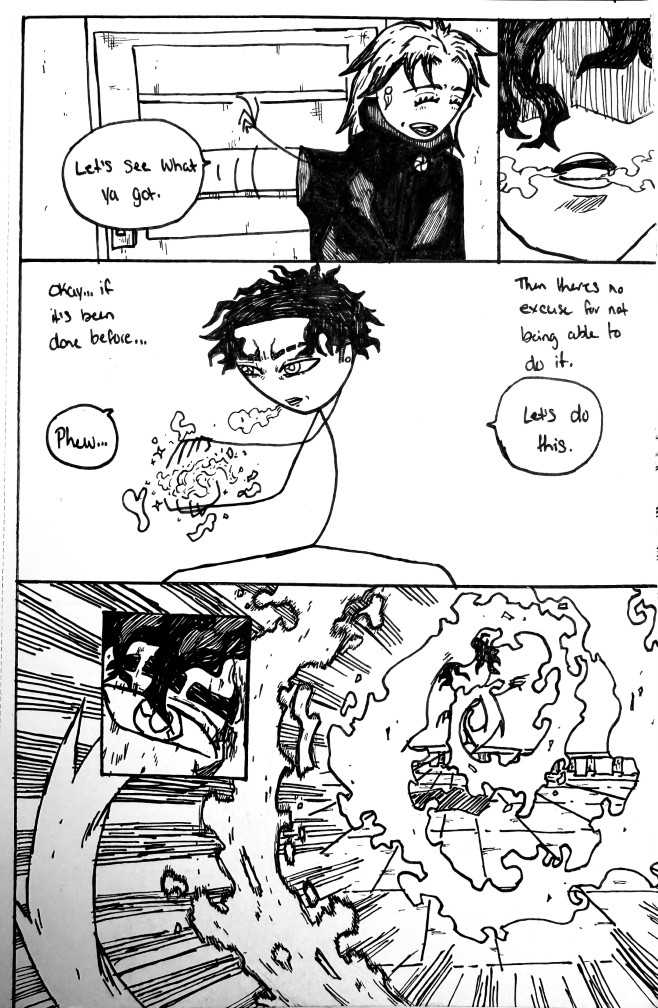 Let's see what
ya got.
Okay... if
it's been
done before...
Phew...
Then there's no
excuse for not
being able to
do it.
Let's do
this.